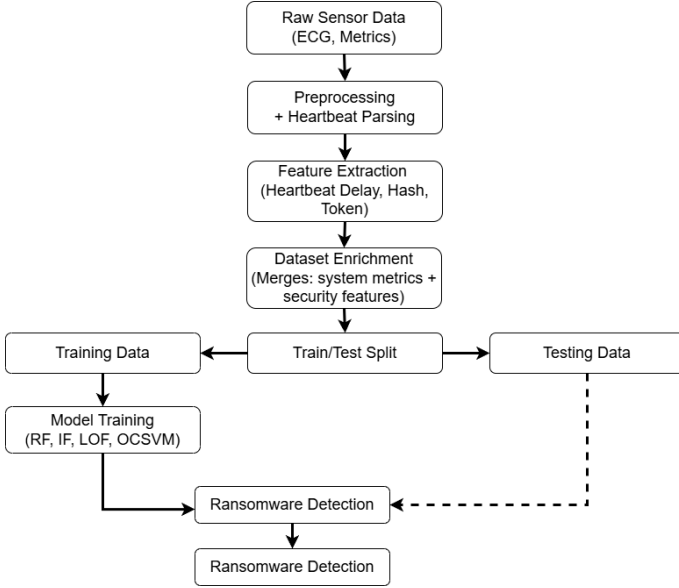 Raw Sensor Data
(ECG, Metrics)
Preprocessing
+ Heartbeat Parsing
Feature Extraction
(Heartbeat Delay, Hash,
Token)
Dataset Enrichment
(Merges: system metrics +
security features)
Training Data
Train/Test Split
Testing Data
Model Training
(RF, IF, LOF, OCSVM)
Ransomware Detection
Ransomware Detection